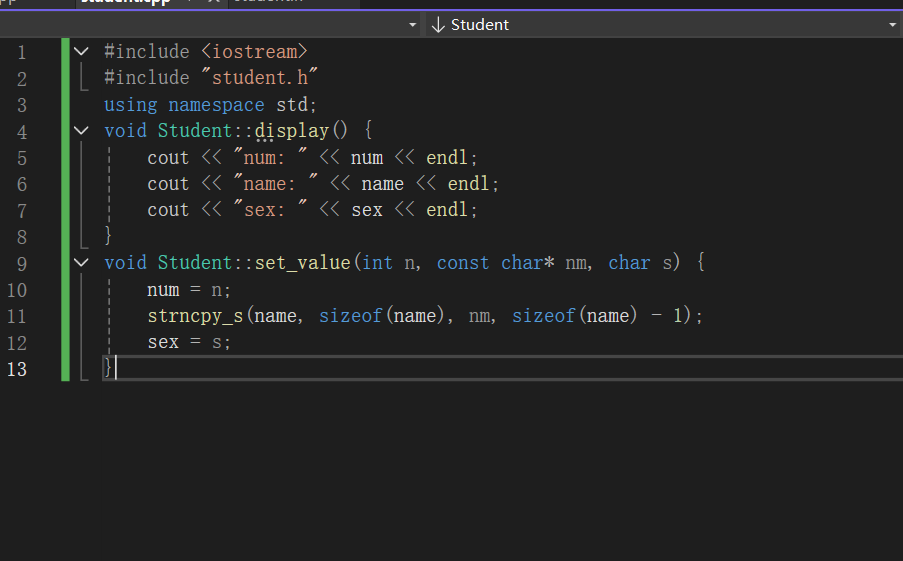 Student
1 #include <iostream>
2 #include "student.h"
3 using namespace std;
4 void Student::display() {
5 cout << "num: " << num << endl;
6 cout << "name: " << name << endl;
7 cout << "sex: " << sex << endl;
8 }
9 void Student::set_value(int n, const char* nm, char s) {
10 num = n;
11 strncpy_s(name, sizeof(name), nm, sizeof(name) - 1);
12 sex = s;
13 }